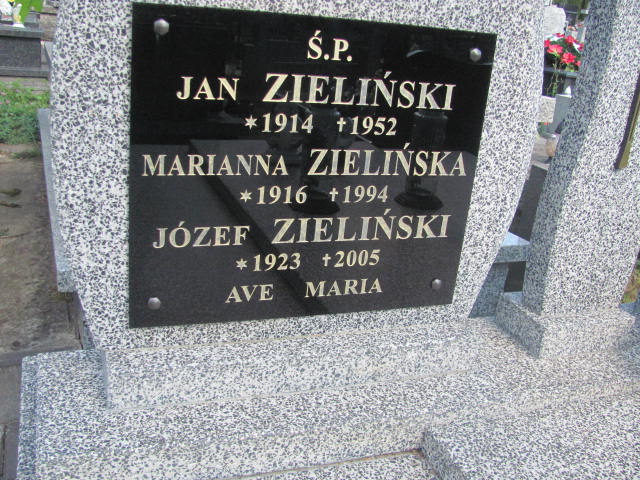 Ś.P.
JAN ZIELIŃSKI
*1914 †1952
MARIANNA ZIELIŃSKA
*1916 †1994
JÓZEF ZIELIŃSKI
*1923 †2005
AVE MARIA